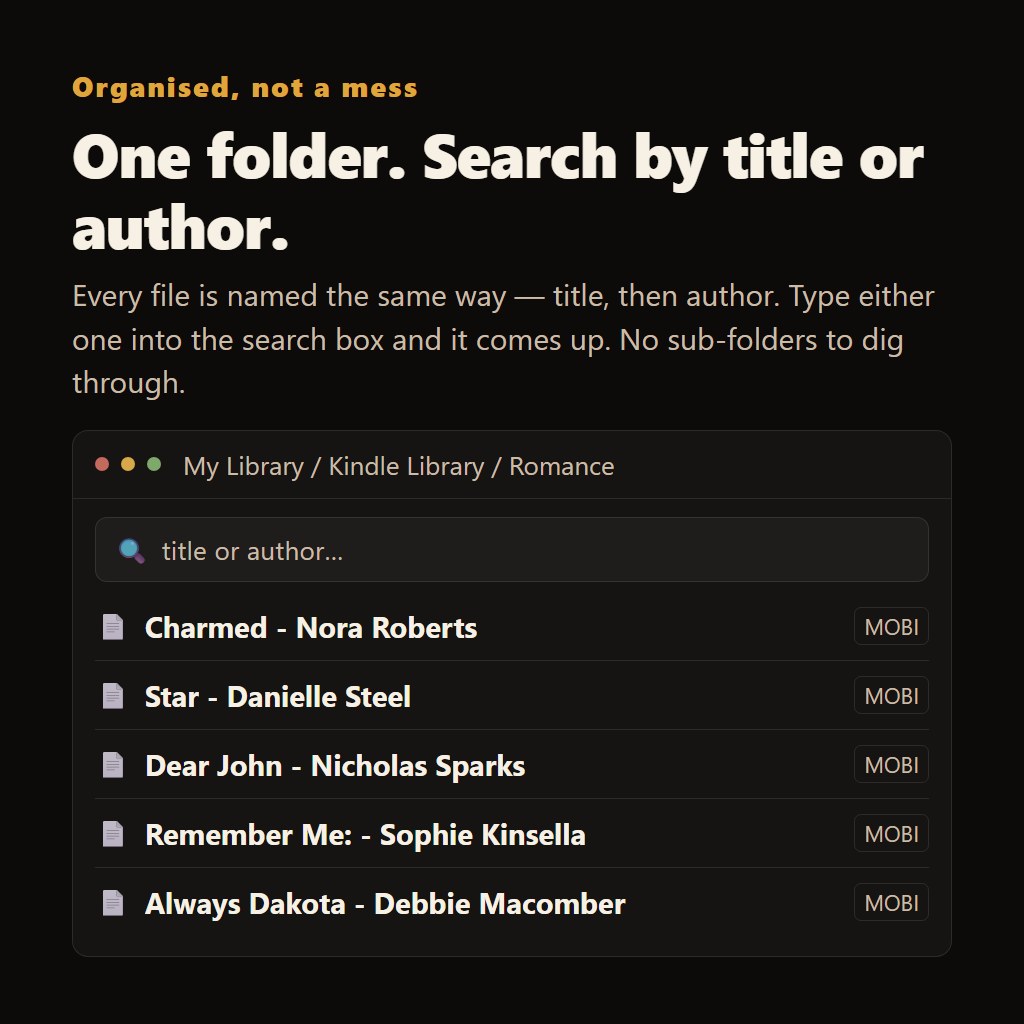 Organised, not a mess
One folder. Search by title or
author.
Every file is named the same way — title, then author. Type either
one into the search box and it comes up. No sub-folders to dig
through.
My Library / Kindle Library / Romance
title or author...
Charmed - Nora Roberts MOBI
Star - Danielle Steel MOBI
Dear John - Nicholas Sparks MOBI
Remember Me: - Sophie Kinsella MOBI
Always Dakota - Debbie Macomber MOBI